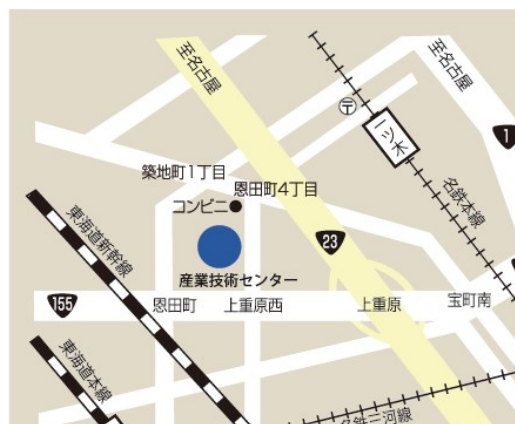 至名古屋
至名古屋
〒
一ツ木
1
築地町1丁目
恩田町4丁目
コンビニ
名鉄本線
東海道新幹線
23
産業技術センター
155
恩田町
上重原西
上重原
宝町南
東海道本線
名鉄三河線